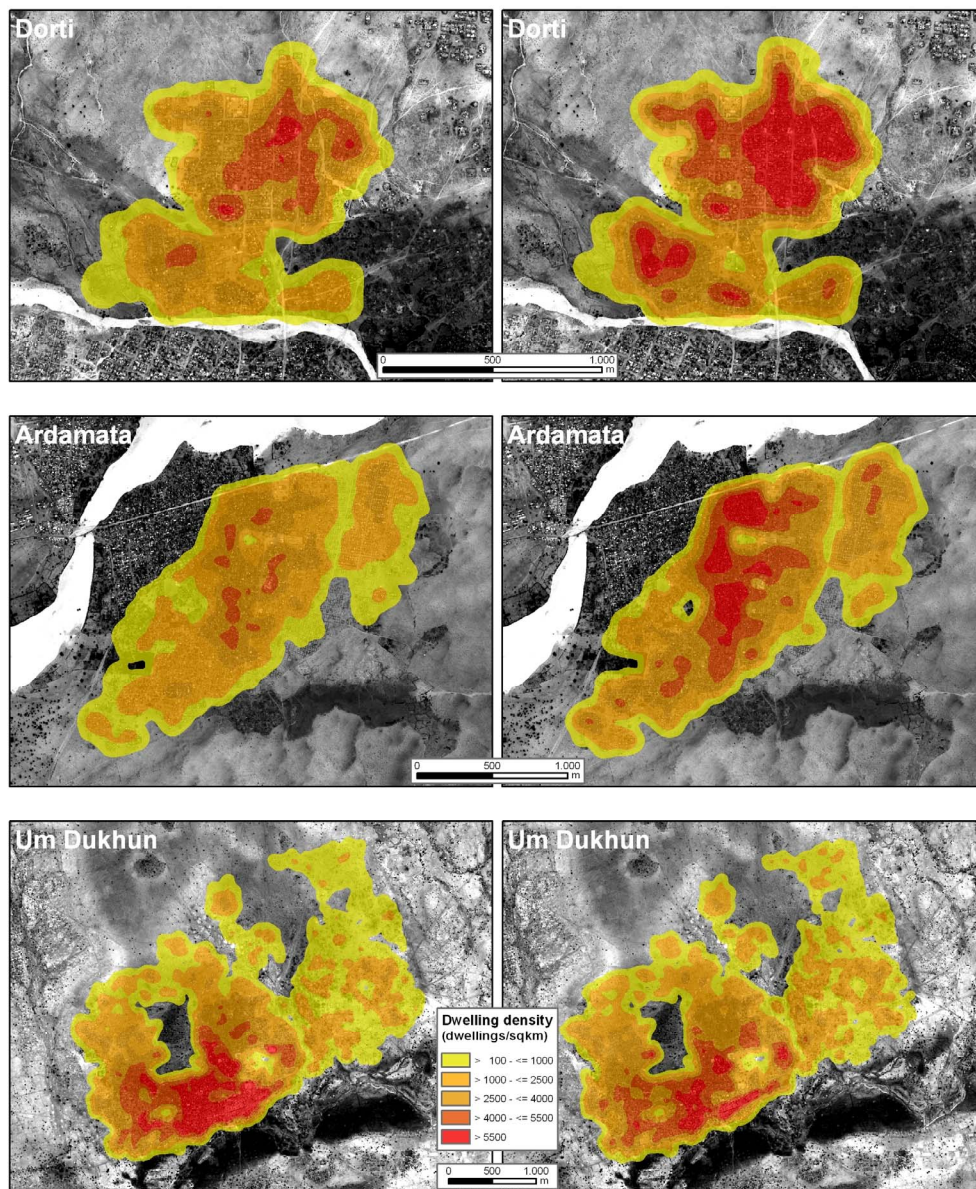 Dorti
Dorti
0 500 1.000
m
Ardamata
Ardamata
0 500 1.000
m
Um Dukhun
Um Dukhun
Dwelling density
(dwellings/sqkm)
> 100 - <= 1000
> 1000 - <= 2500
> 2500 - <= 4000
> 4000 - <= 5500
> 5500
0 500 1.000
m